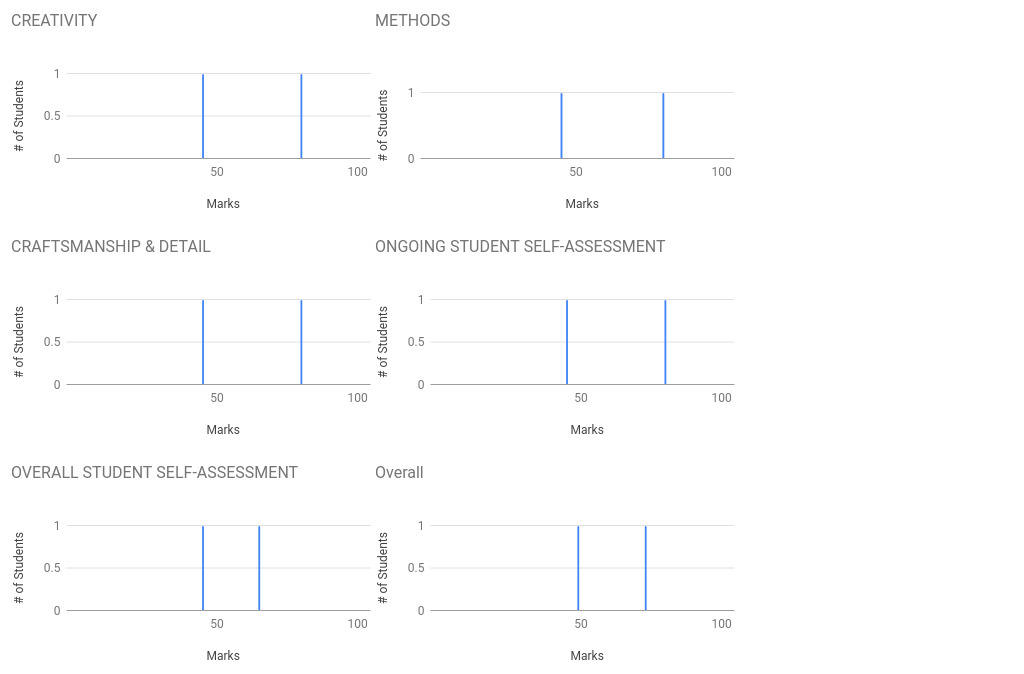 CREATIVITY
# of Students
1
0.5
0
50
100
Marks
METHODS
# of Students
1
0
50
100
Marks
CRAFTSMANSHIP & DETAIL
# of Students
1
0.5
0
50
100
Marks
ONGOING STUDENT SELF-ASSESSMENT
# of Students
1
0.5
0
50
100
Marks
OVERALL STUDENT SELF-ASSESSMENT
# of Students
1
0.5
0
50
100
Marks
Overall
# of Students
1
0.5
0
50
100
Marks